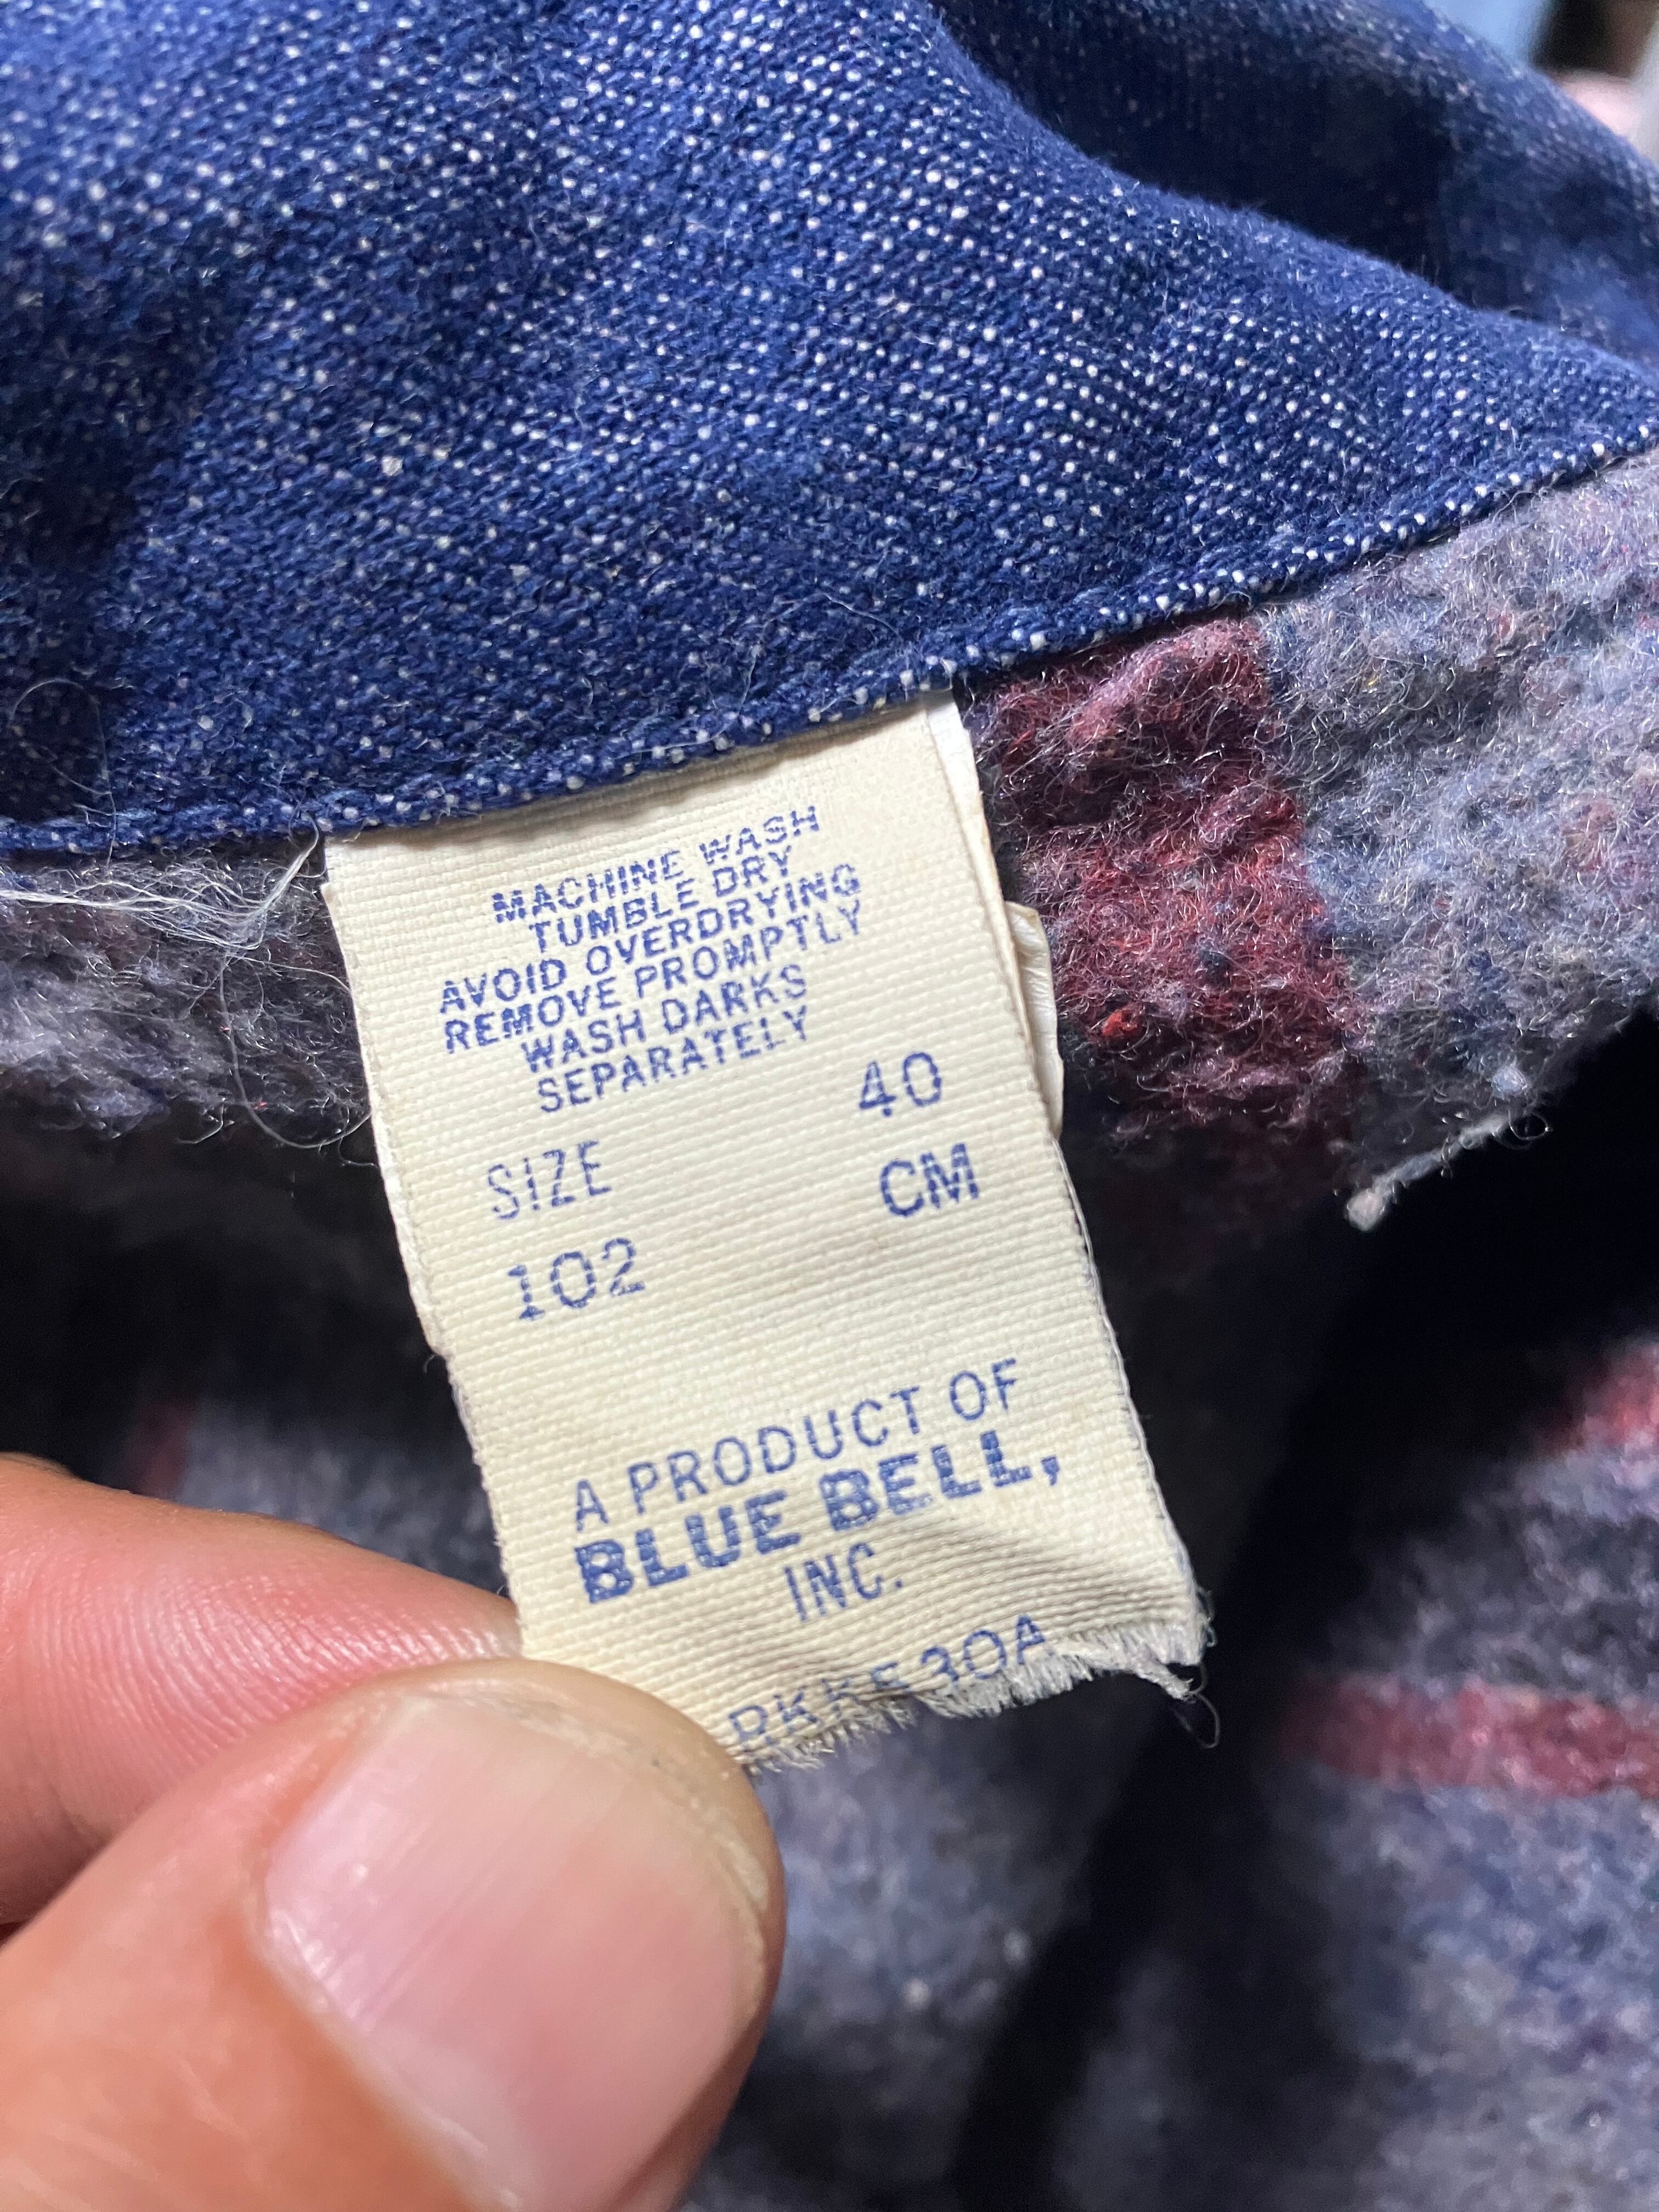 MACHINE WASH
TUMBLE DRY
AVOID OVERDRYING
REMOVE PROMPTLY
WASH DARKS
SEPARATELY
SIZE 40
102 CM
A PRODUCT OF
BLUE BELL,
INC.